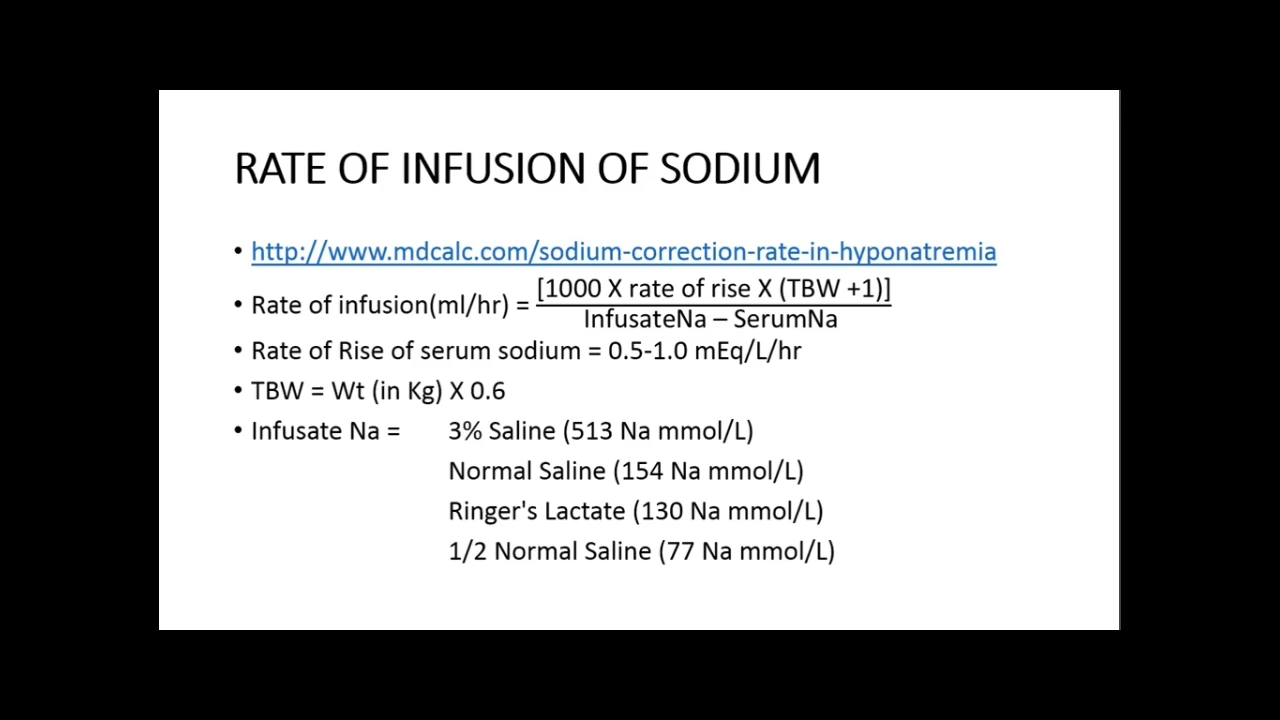 RATE OF INFUSION OF SODIUM
• http://www.mdcalc.com/sodium-correction-rate-in-hyponatremia
• Rate of infusion(ml/hr) = [1000 X rate of rise X (TBW +1)]
InfusateNa – SerumNa
• Rate of Rise of serum sodium = 0.5-1.0 mEq/L/hr
• TBW = Wt (in Kg) X 0.6
• Infusate Na = 3% Saline (513 Na mmol/L)
Normal Saline (154 Na mmol/L)
Ringer's Lactate (130 Na mmol/L)
1/2 Normal Saline (77 Na mmol/L)